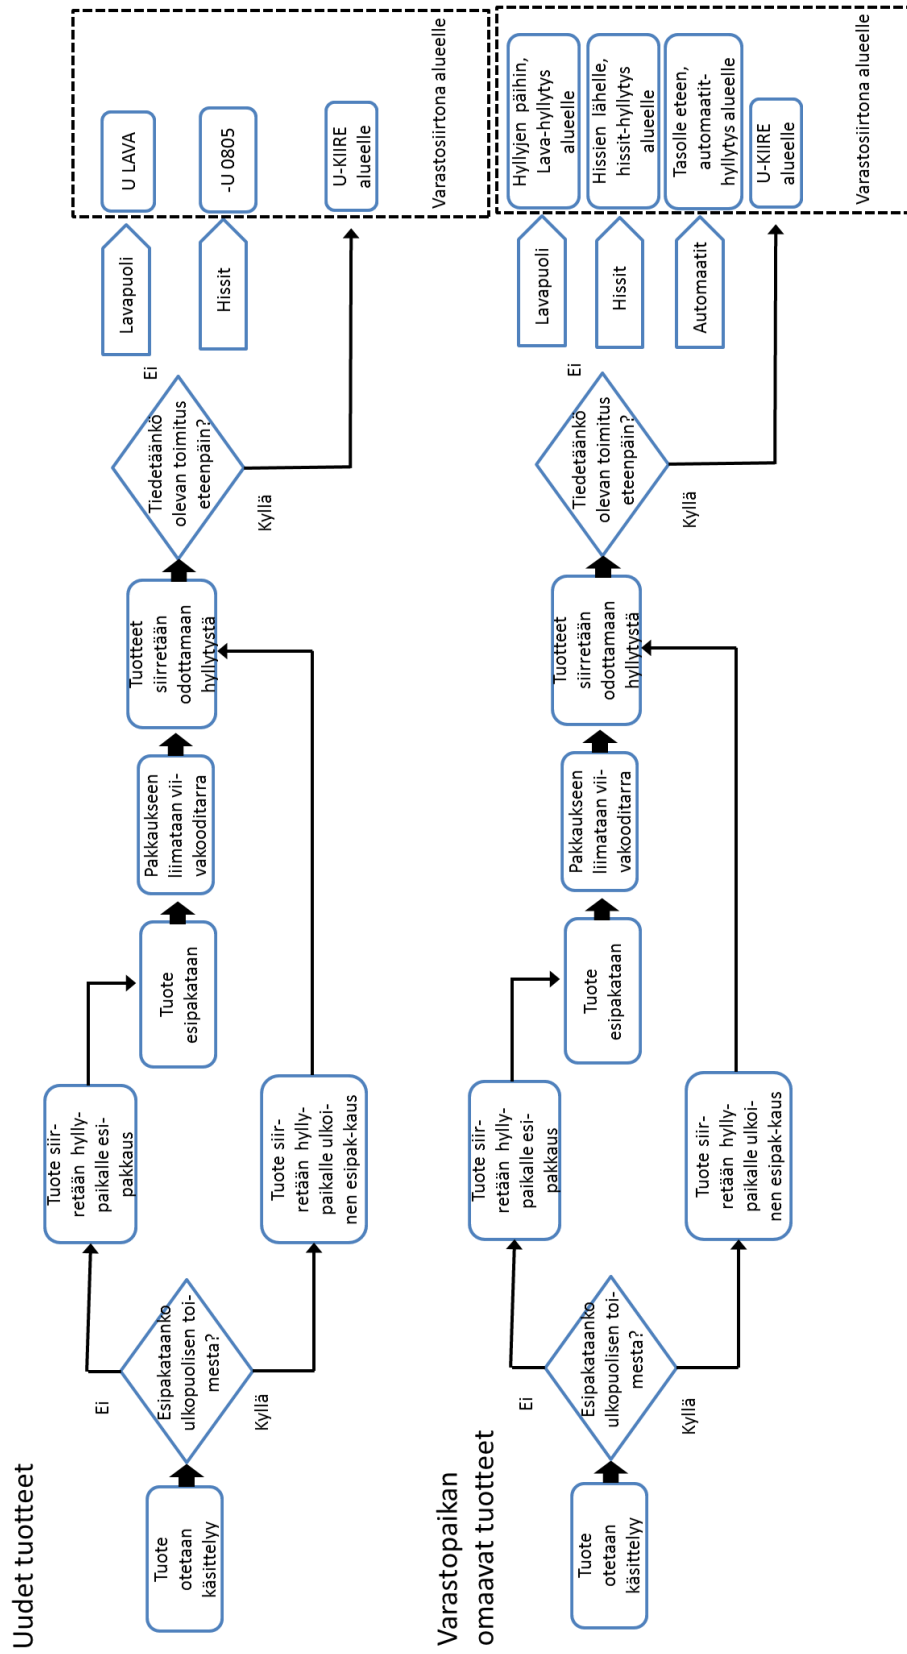 Uudet tuotteet
Tuote
otetaan
käsittelyy
Esipakataanko
ulkopuolisen toi-
mesta?
Ei
Kyllä
Tuote siir-
retään hylly-
paikalle esi-
pakkaus
Tuote siir-
retään hylly-
paikalle ulkoi-
nen esipak-kaus
Tuote
esipakataan
Pakkaukseen
liimataan vii-
vakooditarra
Tuotteet
siirretään
odottamaan
hyllytystä
Tiedetäänkö
olevan toimitus
eteenpäin?
Ei
Kyllä
Lavapuoli
Hissit
U LAVA
-U 0805
U-KIIRE
alueelle
Varastosiirtona alueelle
Varastopaikan
omaavat tuotteet
Tuote
otetaan
käsittelyy
Esipakataanko
ulkopuolisen toi-
mesta?
Ei
Kyllä
Tuote siir-
retään hylly-
paikalle esi-
pakkaus
Tuote siir-
retään hylly-
paikalle ulkoi-
nen esipak-kaus
Tuote
esipakataan
Pakkaukseen
liimataan vii-
vakooditarra
Tuotteet
siirretään
odottamaan
hyllytystä
Tiedetäänkö
olevan toimitus
eteenpäin?
Ei
Kyllä
Lavapuoli
Hissit
Automaatit
Hyllyjen päihin,
Lava-hyllytys
alueelle
Hissien lähelle,
hissit-hyllytys
alueelle
Tasolle eteen,
automaatit-
hyllytys alueelle
U-KIIRE
alueelle
Varastosiirtona alueelle